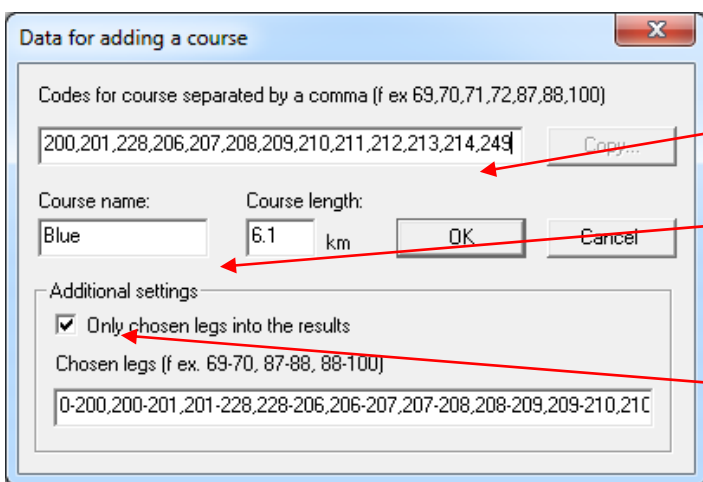 Data for adding a course
Codes for course separated by a comma (f ex 69,70,71,72,87,88,100)
200,201,228,206,207,208,209,210,211,212,213,214,249 Copy...
Course name: Course length:
Blue 6.1 km OK Cancel
Additional settings
Only chosen legs into the results
Chosen legs (f ex. 69-70, 87-88, 88-100)
0-200,200-201,201-228,228-206,206-207,207-208,208-209,209-210,210